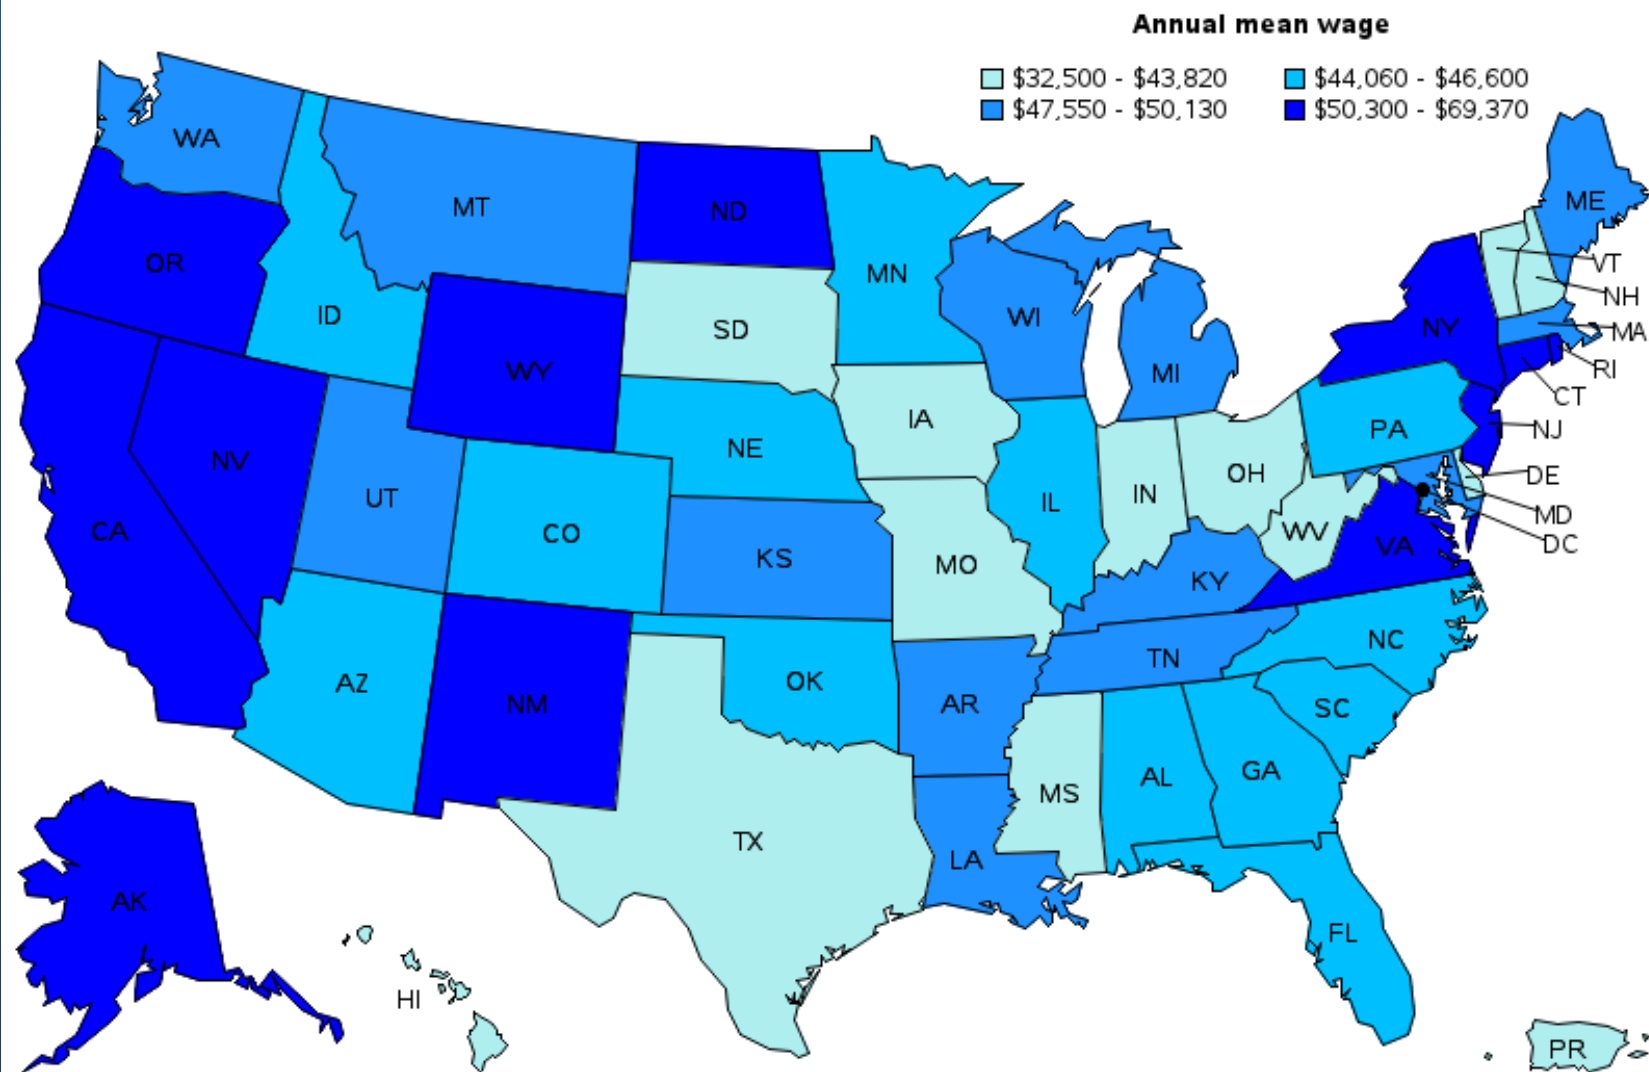 Annual mean wage
$32,500 - $43,820
$44,060 - $46,600
$47,550 - $50,130
$50,300 - $69,370
WA
MT
ND
ME
OR
ID
MN
VT
NH
WI
SD
NY
MA
WY
MI
RI
CT
IA
NE
PA
NJ
NV
UT
OH
IN
IL
DE
MD
CA
CO
WV
VA
DC
KS
MO
KY
NC
TN
AZ
OK
NM
AR
SC
GA
AL
MS
TX
LA
AK
FL
HI
PR